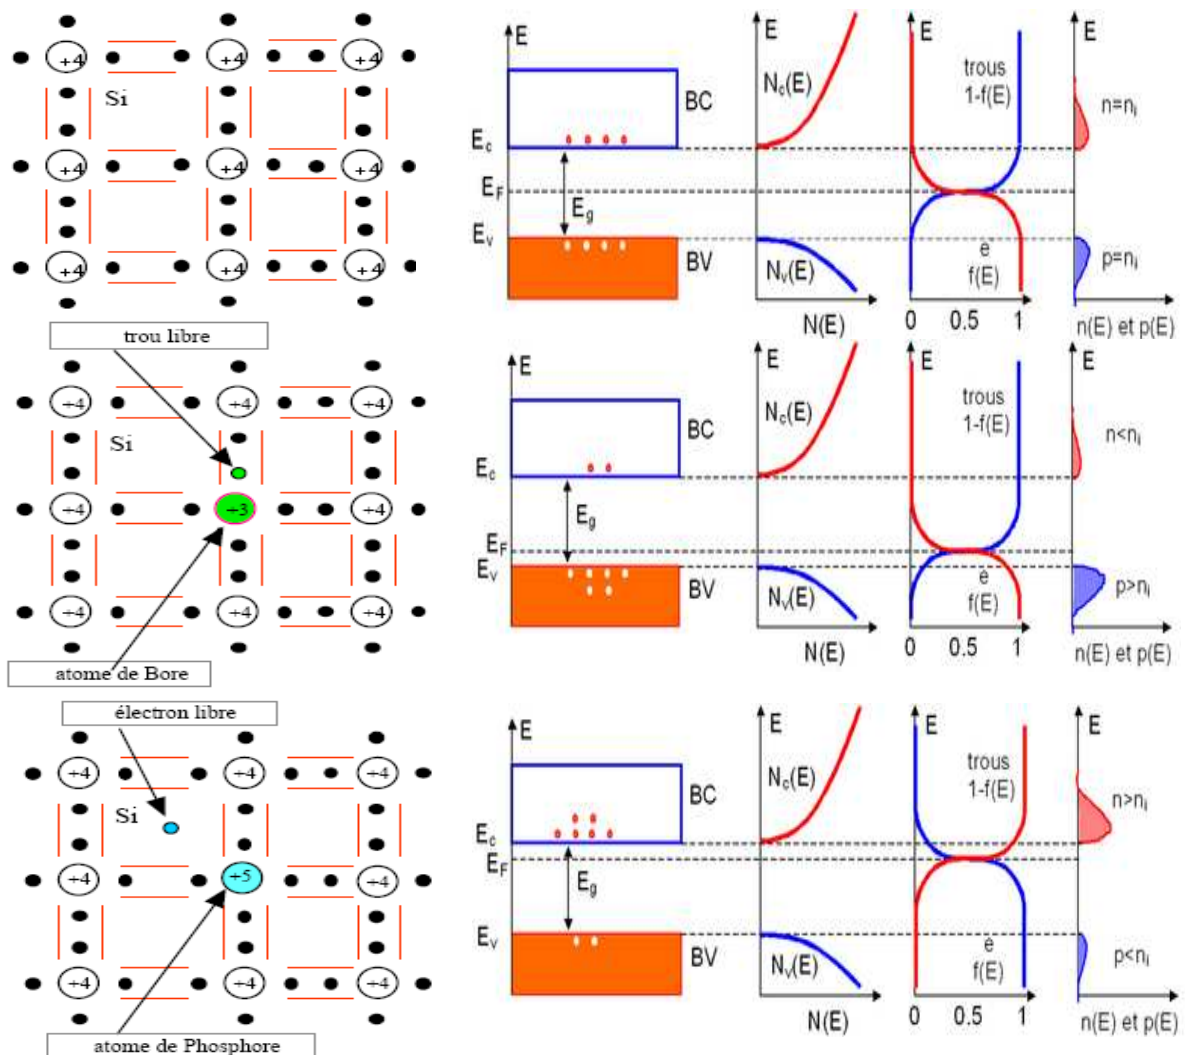 +4 +4 +4
Si
+4 +4 +4
+4 +4 +4
E
BC
Ec
EF
Eg
Ev
BV
E
Nc(E)
Nv(E)
N(E)
E
trous
1-f(E)
e
f(E)
0 0.5 1
E
n=ni
p=ni
n(E) et p(E)
trou libre
+4 +4 +4
Si
+4 +3 +4
+4 +4 +4
atome de Bore
E
BC
Ec
Eg
EF
Ev
BV
E
Nc(E)
Nv(E)
N(E)
E
trous
1-f(E)
e
f(E)
0 0.5 1
E
n<ni
p>ni
n(E) et p(E)
électron libre
+4 +4 +4
Si
+4 +5 +4
+4 +4 +4
atome de Phosphore
E
BC
Ec
EF
Eg
Ev
BV
E
Nc(E)
Nv(E)
N(E)
E
trous
1-f(E)
e
f(E)
0 0.5 1
E
n>ni
p<ni
n(E) et p(E)